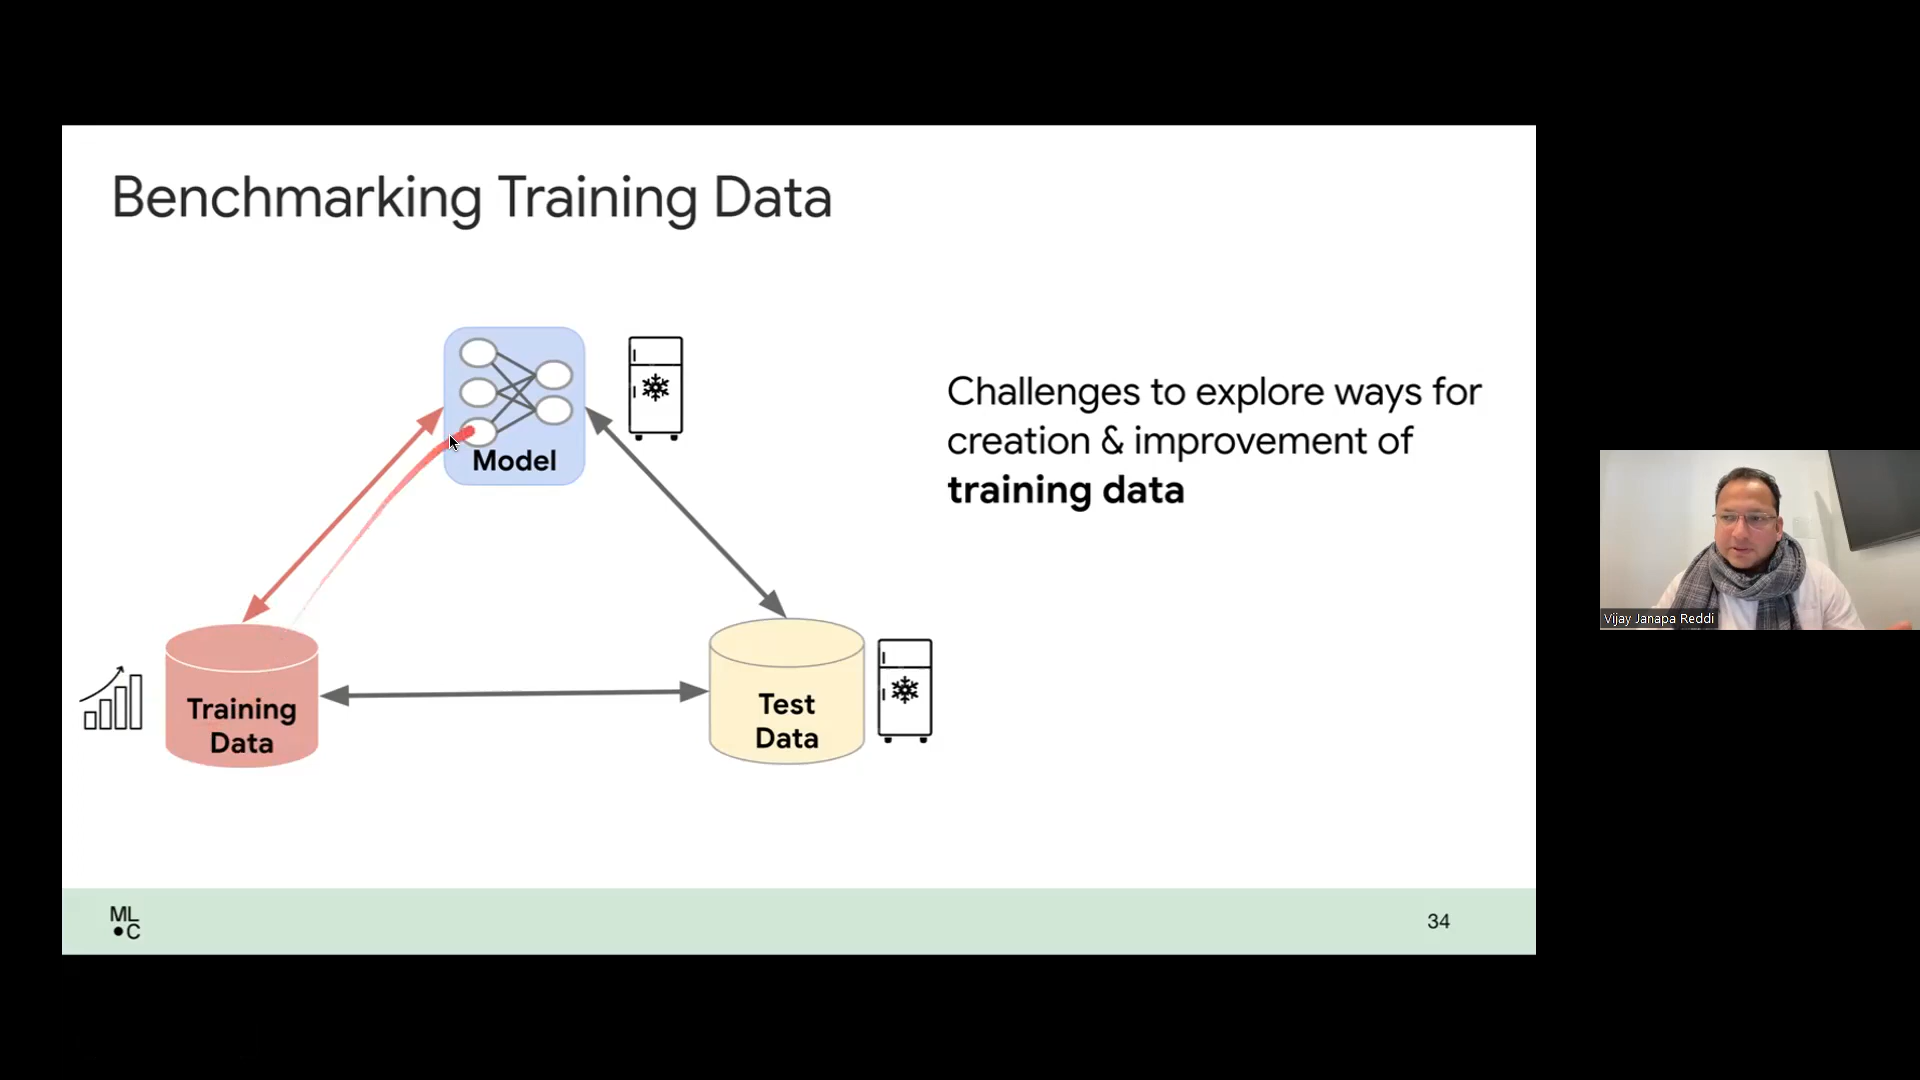 Benchmarking Training Data
Model
Challenges to explore ways for
creation & improvement of
training data
Training
Data
Test
Data
Vijay Janapa Reddi
ML
C
34